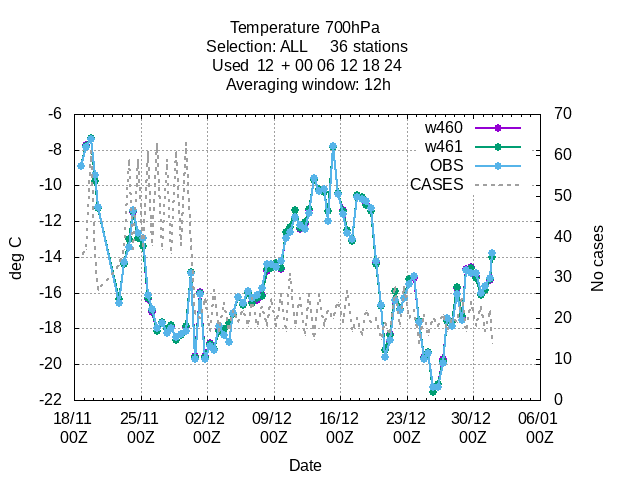 Temperature 700hPa
Selection: ALL     36 stations
Used  12  + 00 06 12 18 24
Averaging window: 12h
w460
w461
OBS
CASES
-6
-8
-10
-12
-14
-16
-18
-20
-22
deg C
70
60
50
40
30
20
10
0
No cases
18/11 25/11 02/12 09/12 16/12 23/12 30/12 06/01
00Z 00Z 00Z 00Z 00Z 00Z 00Z 00Z
Date